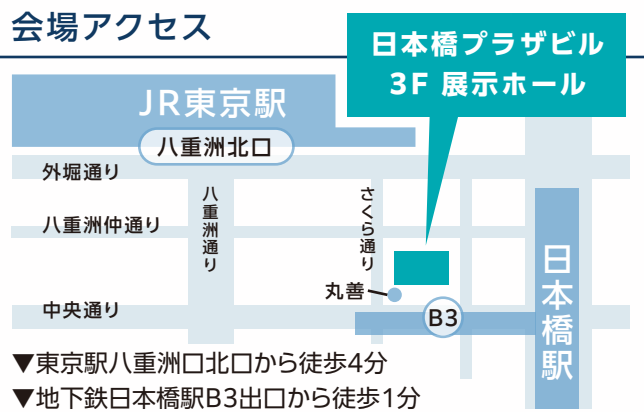 会場アクセス
日本橋プラザビル
3F 展示ホール
JR東京駅
八重洲北口
外堀通り
八重洲通り
さくら通り
八重洲仲通り
日本橋駅
丸善
中央通り
B3
▼東京駅八重洲口北口から徒歩4分
▼地下鉄日本橋駅B3出口から徒歩1分